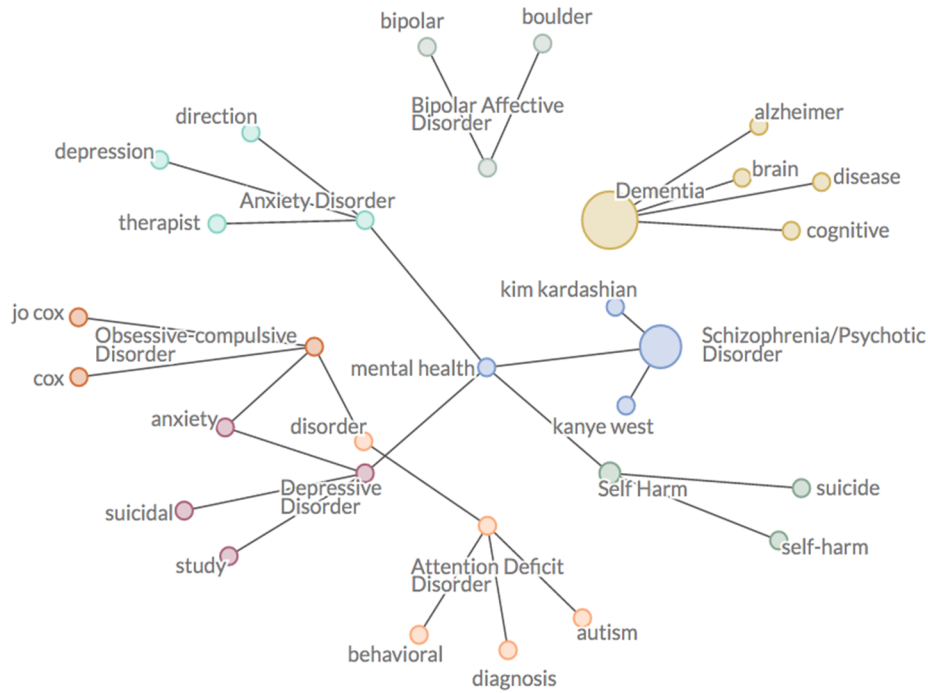 bipolar
boulder
Bipolar Affective
Disorder
direction
depression
Anxiety Disorder
therapist
alzheimer
brain
Dementia
disease
cognitive
kim kardashian
jo cox
Obsessive-compulsive
Disorder
cox
Schizophrenia/Psychotic
Disorder
mental health
anxiety
disorder
kanye west
Depressive
Disorder
suicidal
study
Self Harm
suicide
self-harm
Attention Deficit
Disorder
behavioral
diagnosis
autism